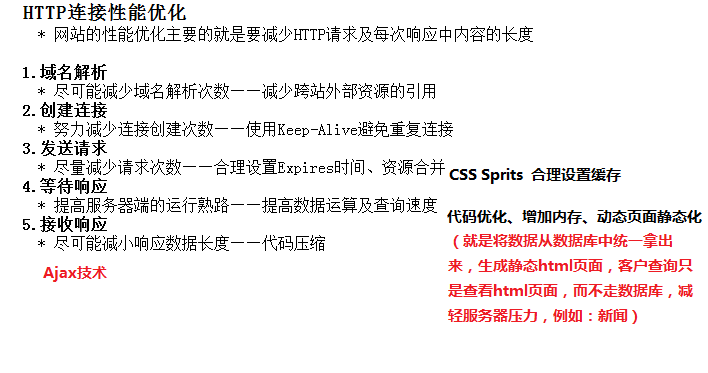 HTTP连接性能优化
* 网站的性能优化主要的就是要减少HTTP请求及每次响应中内容的长度
1.域名解析
* 尽可能减少域名解析次数——减少跨站外部资源的引用
2.创建连接
* 努力减少连接创建次数——使用Keep-Alive避免重复连接
3.发送请求
* 尽量减少请求次数——合理设置Expires时间、资源合并
CSS Sprits 合理设置缓存
4.等待响应
* 提高服务器端的运行熟路——提高数据运算及查询速度
代码优化、增加内存、动态页面静态化
(就是将数据从数据库中统一拿出
来，生成静态html页面，客户查询只
是查看html页面，而不走数据库，减
轻服务器压力，例如：新闻)
5.接收响应
* 尽可能减小响应数据长度——代码压缩
Ajax技术